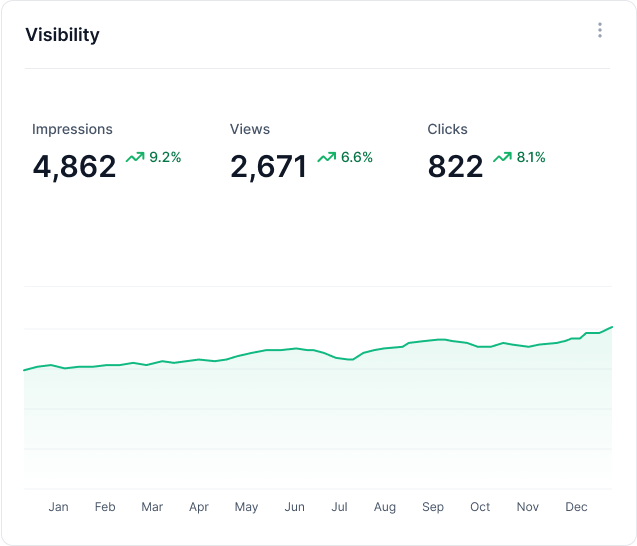 Visibility
Impressions Views Clicks
4,862 9.2% 2,671 6.6% 822 8.1%
Jan Feb Mar Apr May Jun Jul Aug Sep Oct Nov Dec